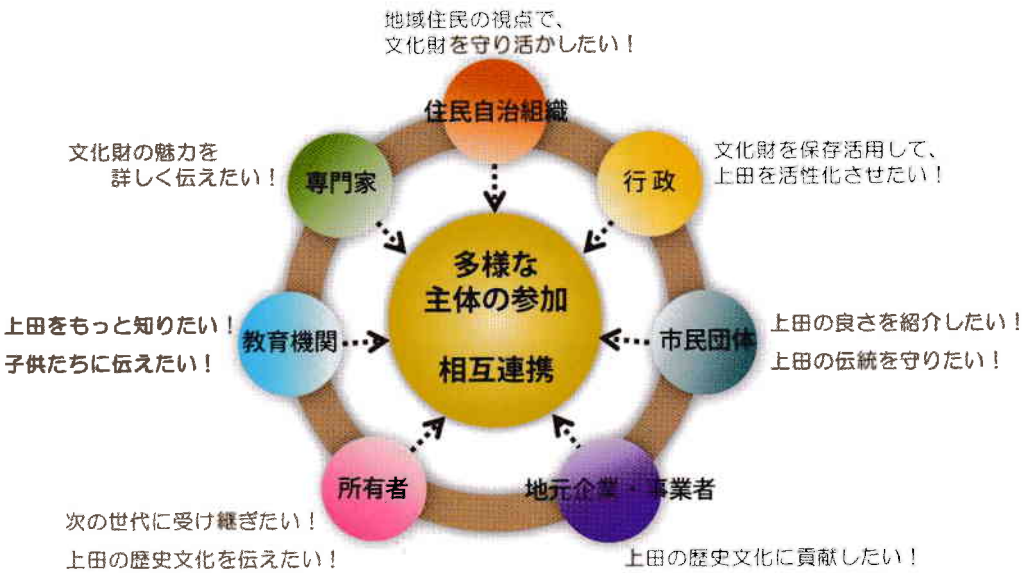 地域住民の視点で、
文化財を守り活かしたい！
住民自治組織
文化財の魅力を
詳しく伝えたい！
専門家
行政
文化財を保存活用して、
上田を活性化させたい！
多様な
主体の参加
相互連携
上田をもっと知りたい！
子供たちに伝えたい！
教育機関
市民団体
上田の良さを紹介したい！
上田の伝統を守りたい！
所有者
次の世代に受け継ぎたい！
上田の歴史文化を伝えたい！
地元企業・事業者
上田の歴史文化に貢献したい！